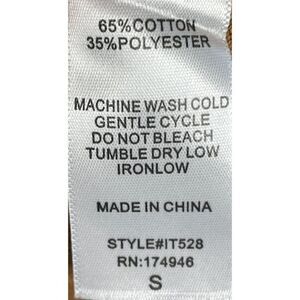 65%COTTON
35%POLYESTER
MACHINE WASH COLD
GENTLE CYCLE
DO NOT BLEACH
TUMBLE DRY LOW
IRONLOW
MADE IN CHINA
STYLE#IT528
RN:174946
S